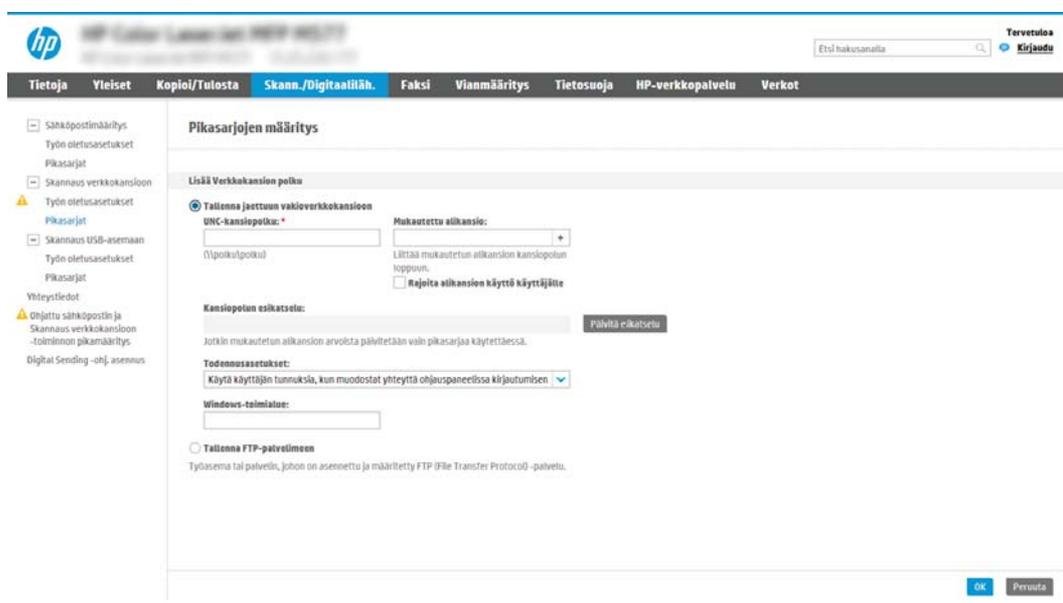 hp
Tervetuloa
Etsi hakusanalla
Kirjaudu
Tietoja Yleiset Kopioi/Tulosta Skann./Digitaaliläh. Faksi Vianmääritys Tietosuoja HP-verkkopalvelu Verkot
Sähköpostimääritys
Työn oletusasetukset
Pikasarjat
Skannaus verkkokansioon
Työn oletusasetukset
Pikasarjat
Skannaus USB-asemaan
Työn oletusasetukset
Pikasarjat
Yhteystiedot
Ohjattu sähköpostin ja
Skannaus verkkokansioon
-toiminnon pikamääritys
Digital Sending -ohj. asennus
Pikasarjojen määritys
Lisää Verkkokansion polku
Tallenna jaettuun vakioverkkokansioon
UNC-kansiopolku: *
Mukautettu alikansio:
+
(\\polku\polku)
Liittää mukautetun alikansion kansiopolun
loppuun.
Rajoita alikansion käyttö käyttäjälle
Kansiopolun esikatselu:
Päivitä eikatselu
Jotkin mukautetun alikansion arvoista päivitetään vain pikasarjaa käytettäessä.
Todennusasetukset:
Käytä käyttäjän tunnuksia, kun muodostat yhteyttä ohjauspaneelissa kirjautumisen
Windows-toimialue:
Tallenna FTP-palvelimeen
Työasema tai palvelin, johon on asennettu ja määritetty FTP (File Transfer Protocol) -palvelu.
OK
Peruuta